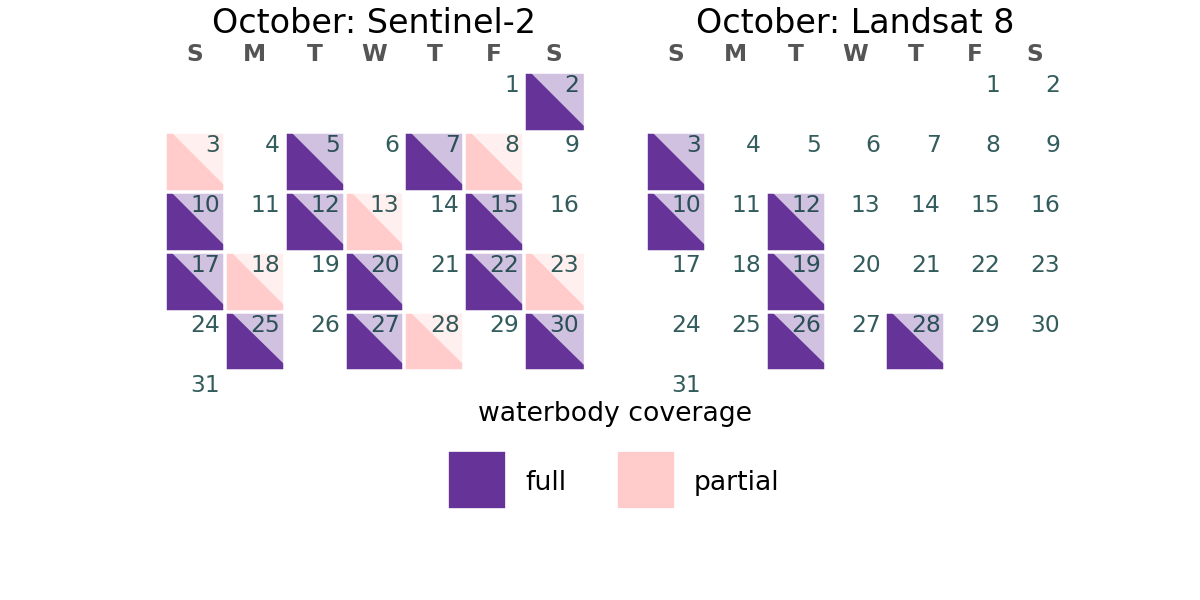 October: Sentinel-2
S M T W T F S
1 2
3 4 5 6 7 8 9
10 11 12 13 14 15 16
17 18 19 20 21 22 23
24 25 26 27 28 29 30
31
October: Landsat 8
S M T W T F S
1 2
3 4 5 6 7 8 9
10 11 12 13 14 15 16
17 18 19 20 21 22 23
24 25 26 27 28 29 30
31
waterbody coverage
full partial